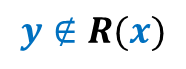 y ∉ R(x)